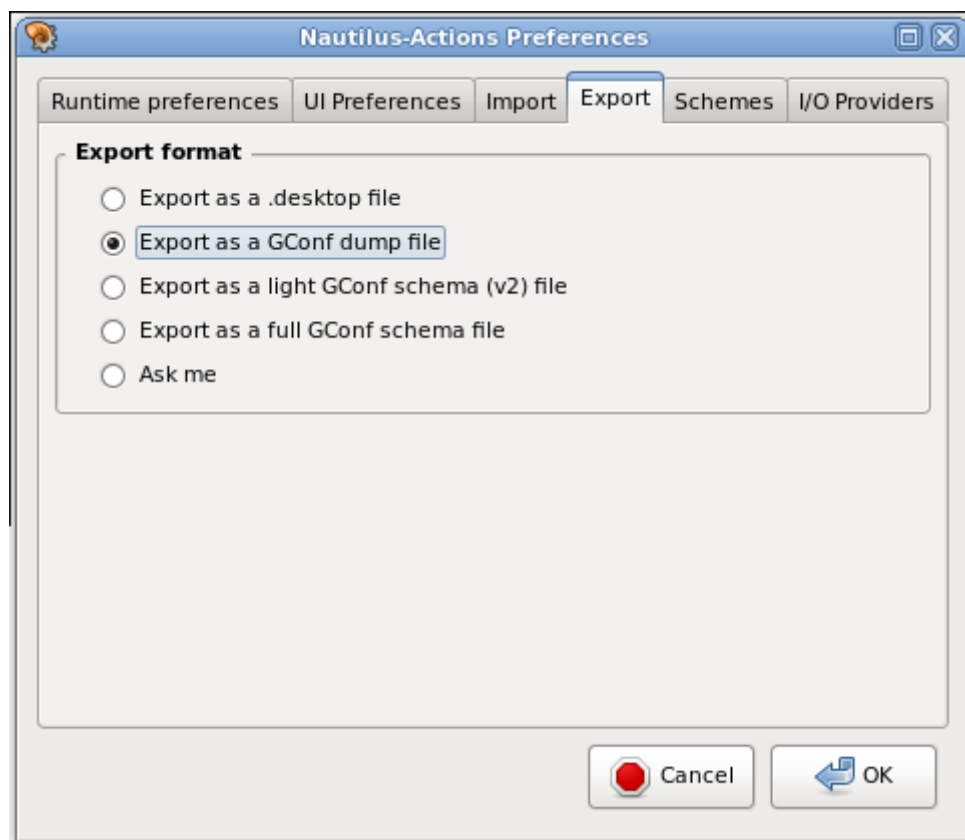 Nautilus-Actions Preferences
Runtime preferences UI Preferences Import Export Schemes I/O Providers
Export format
Export as a .desktop file
Export as a GConf dump file
Export as a light GConf schema (v2) file
Export as a full GConf schema file
Ask me
Cancel OK